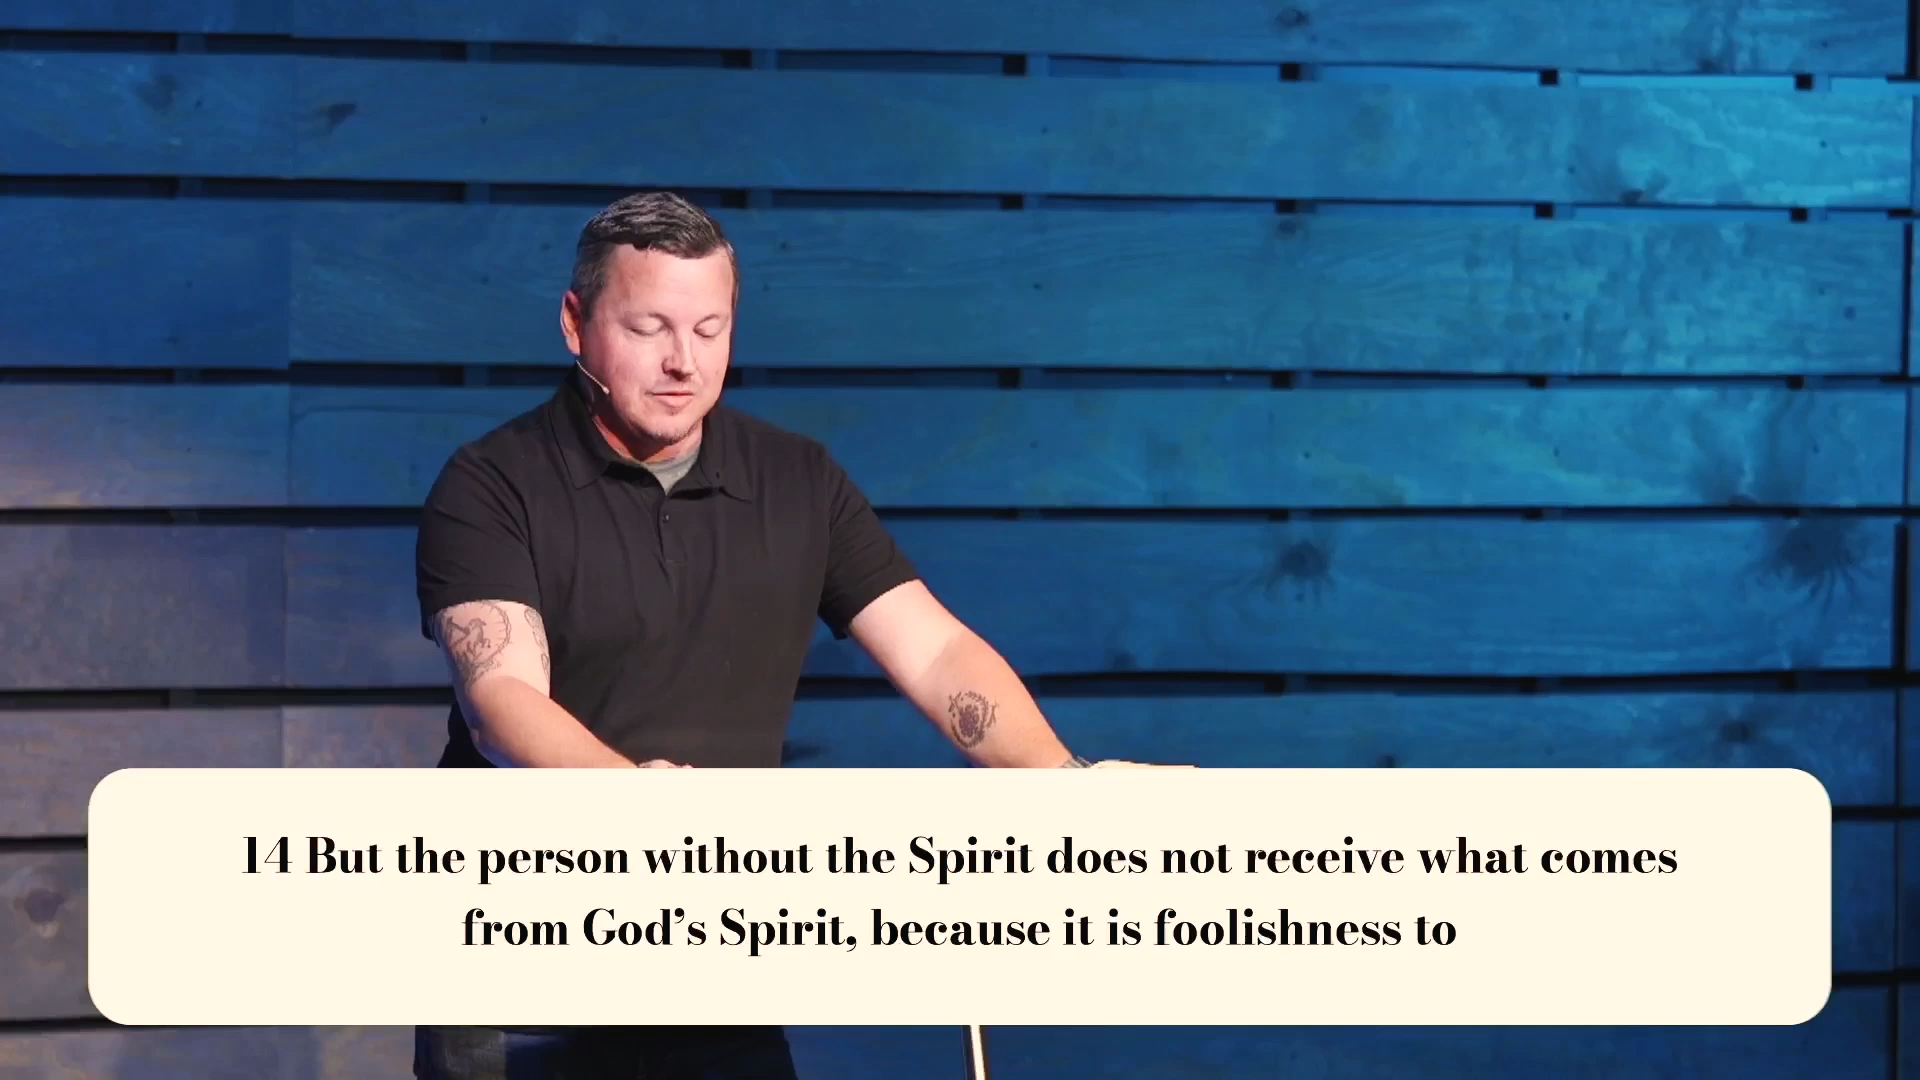 14 But the person without the Spirit does not receive what comes
from God’s Spirit, because it is foolishness to